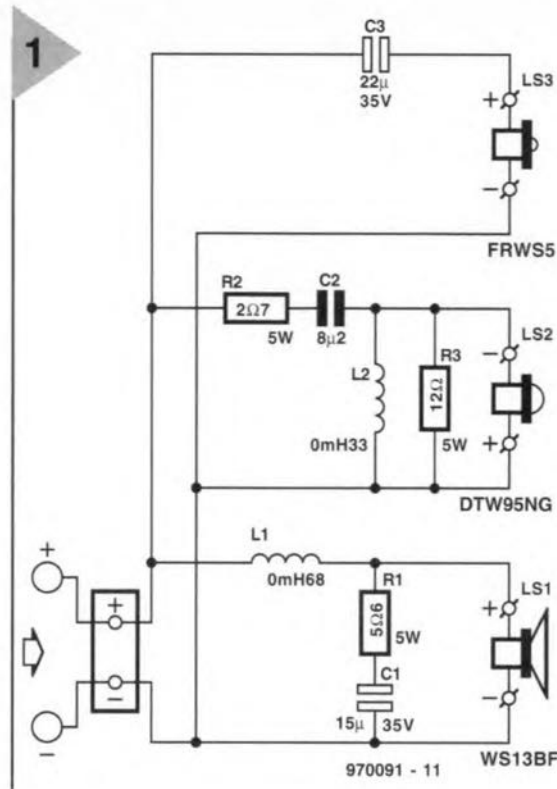 1
C3
22µ
35V
+
LS3
−
FRWS5
R2
2Ω7
5W
C2
8µ2
L2
0mH33
R3
12Ω
5W
−
LS2
+
DTW95NG
L1
0mH68
R1
5Ω6
5W
C1
15µ
35V
+
LS1
−
WS13BF
+
+
−
−
970091 - 11